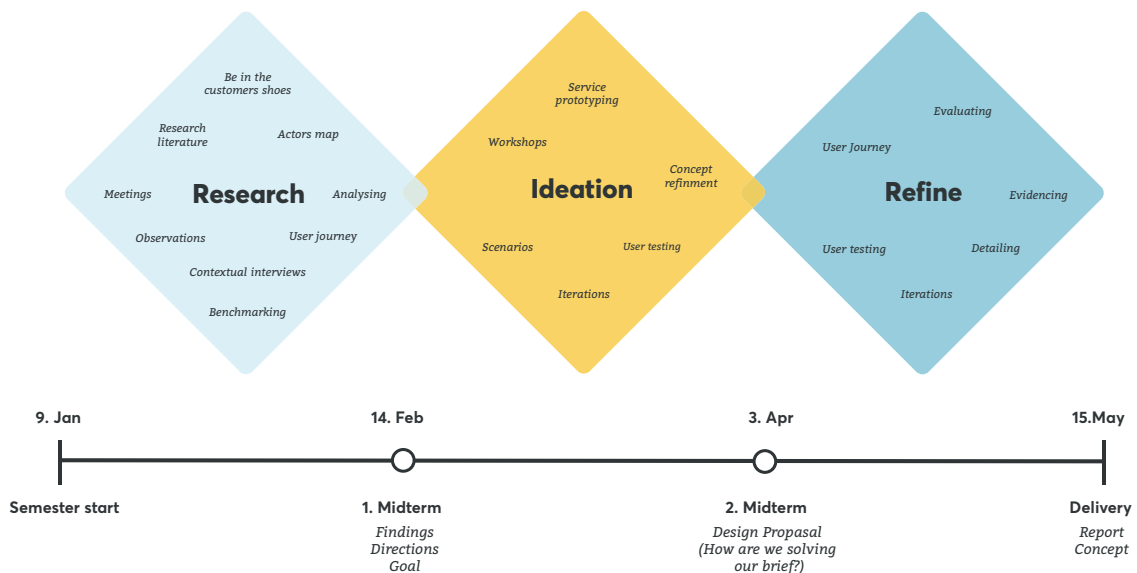 Be in the
customers shoes
Research
literature
Actors map
Meetings
Research
Analysing
Observations
User journey
Contextual interviews
Benchmarking
Service
prototyping
Workshops
Concept
refinment
Ideation
Scenarios
User testing
Iterations
Evaluating
User Journey
Refine
Evidencing
User testing
Detailing
Iterations
9. Jan
14. Feb
3. Apr
15.May
Semester start
1. Midterm
Findings
Directions
Goal
2. Midterm
Design Propasal
(How are we solving
our brief?)
Delivery
Report
Concept